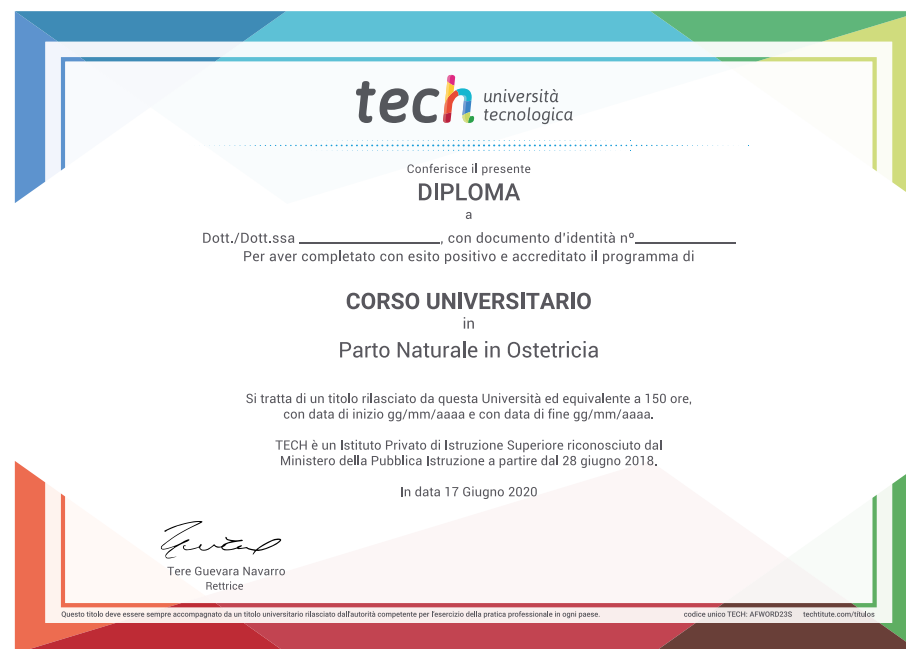 tech università
tecnologica
Conferisce il presente
DIPLOMA
a
Dott./Dott.ssa ____________________, con documento d'identità nº______________
Per aver completato con esito positivo e accreditato il programma di
CORSO UNIVERSITARIO
in
Parto Naturale in Ostetricia
Si tratta di un titolo rilasciato da questa Università ed equivalente a 150 ore,
con data di inizio gg/mm/aaaa e con data di fine gg/mm/aaaa.
TECH è un Istituto Privato di Istruzione Superiore riconosciuto dal
Ministero della Pubblica Istruzione a partire dal 28 giugno 2018.
In data 17 Giugno 2020
Tere Guevara Navarro
Rettrice
Questo titolo deve essere sempre accompagnato da un titolo universitario rilasciato dall'autorità competente per l'esercizio della pratica professionale in ogni paese. codice unico TECH: AFWORD23S techtitute.com/titulos